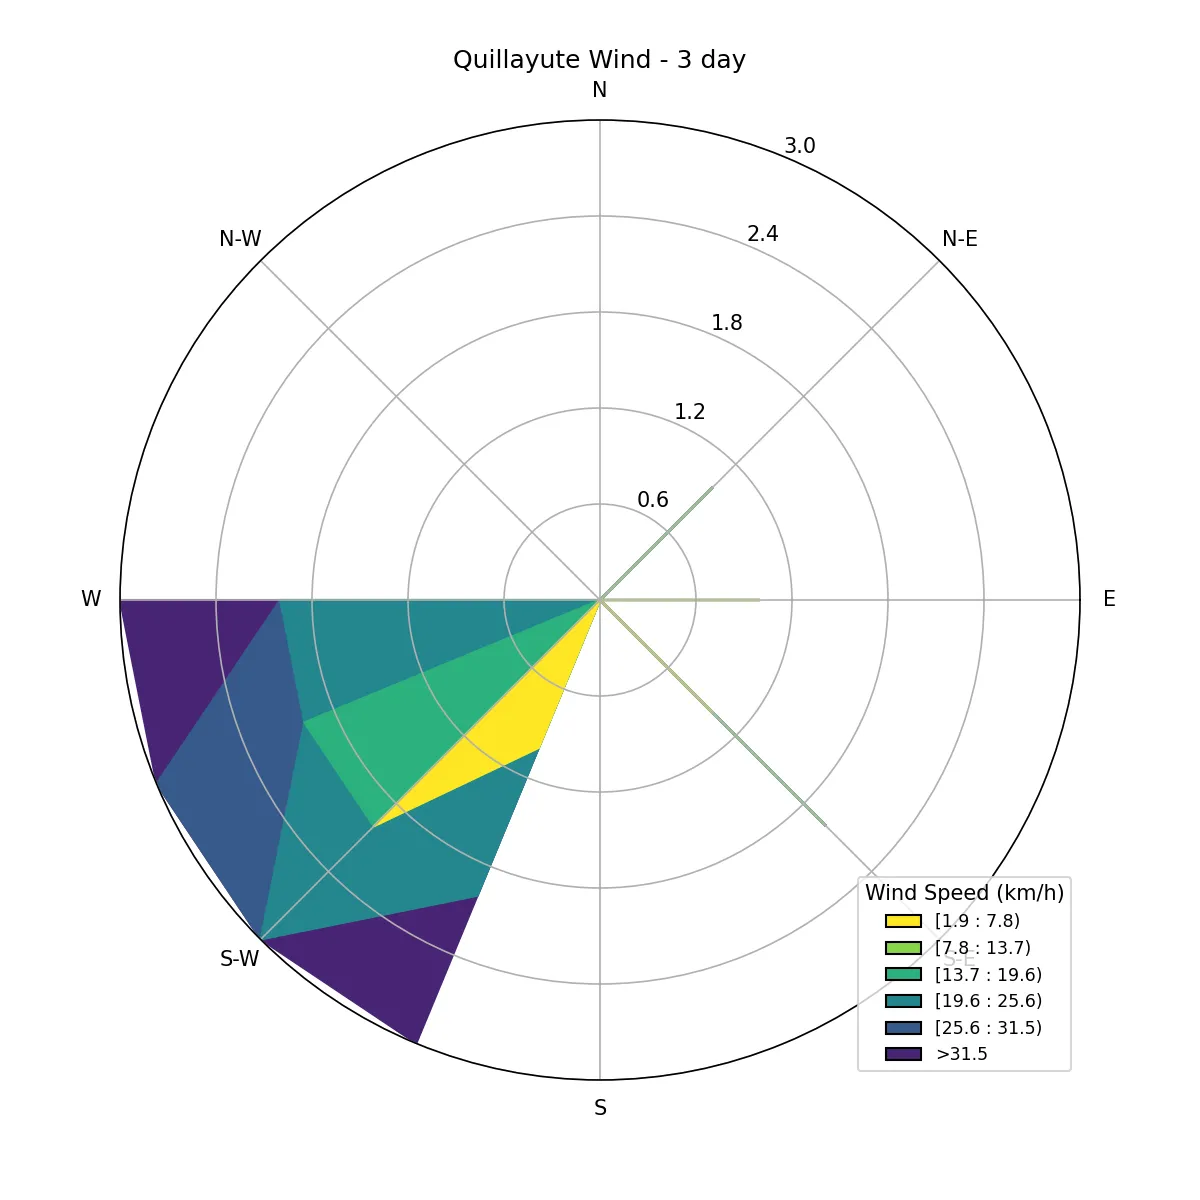 Quillayute Wind - 3 day
N
3.0
N-W
2.4
N-E
1.8
1.2
0.6
W
E
S-W
S-E
Wind Speed (km/h)
[1.9 : 7.8)
[7.8 : 13.7)
[13.7 : 19.6)
[19.6 : 25.6)
[25.6 : 31.5)
>31.5
S